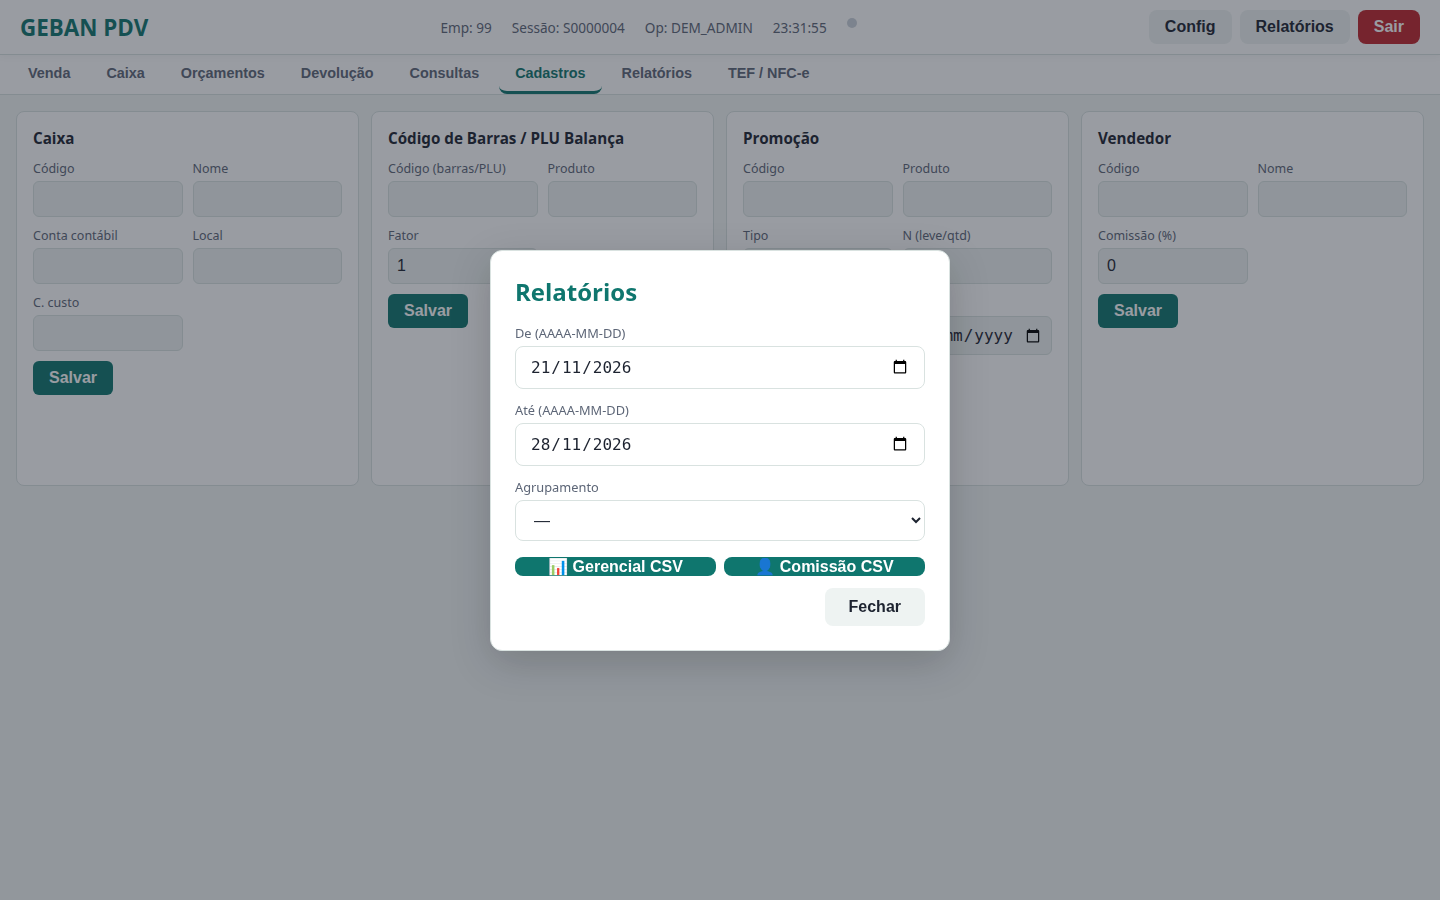 GEBAN PDV
Emp: 99 Sessão: S0000004 Op: DEM_ADMIN 23:31:55
Config Relatórios Sair
Venda Caixa Orçamentos Devolução Consultas Cadastros Relatórios TEF / NFC-e
Caixa
Código Nome
Conta contábil Local
C. custo
Salvar
Código de Barras / PLU Balança
Código (barras/PLU) Produto
Fator
1
Salvar
Promoção
Código Produto
Tipo N (leve/qtd)
/yyyy
Vendedor
Código Nome
Comissão (%)
0
Salvar
Relatórios
De (AAAA-MM-DD)
21/11/2026
Até (AAAA-MM-DD)
28/11/2026
Agrupamento
—
📊 Gerencial CSV 👤 Comissão CSV
Fechar